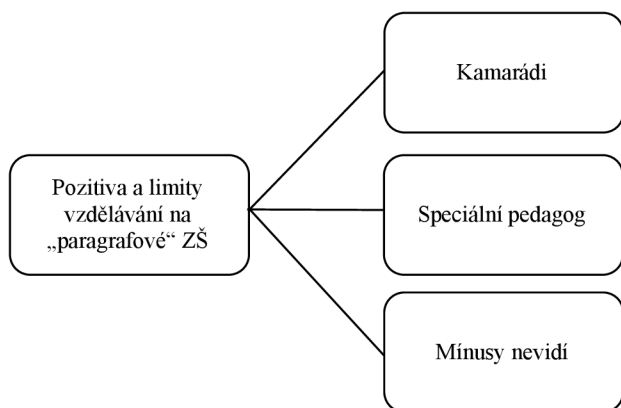 Pozitiva a limity
vzdělávání na
„paragrafové“ ZŠ
Kamarádi
Speciální pedagog
Mínusy nevidí